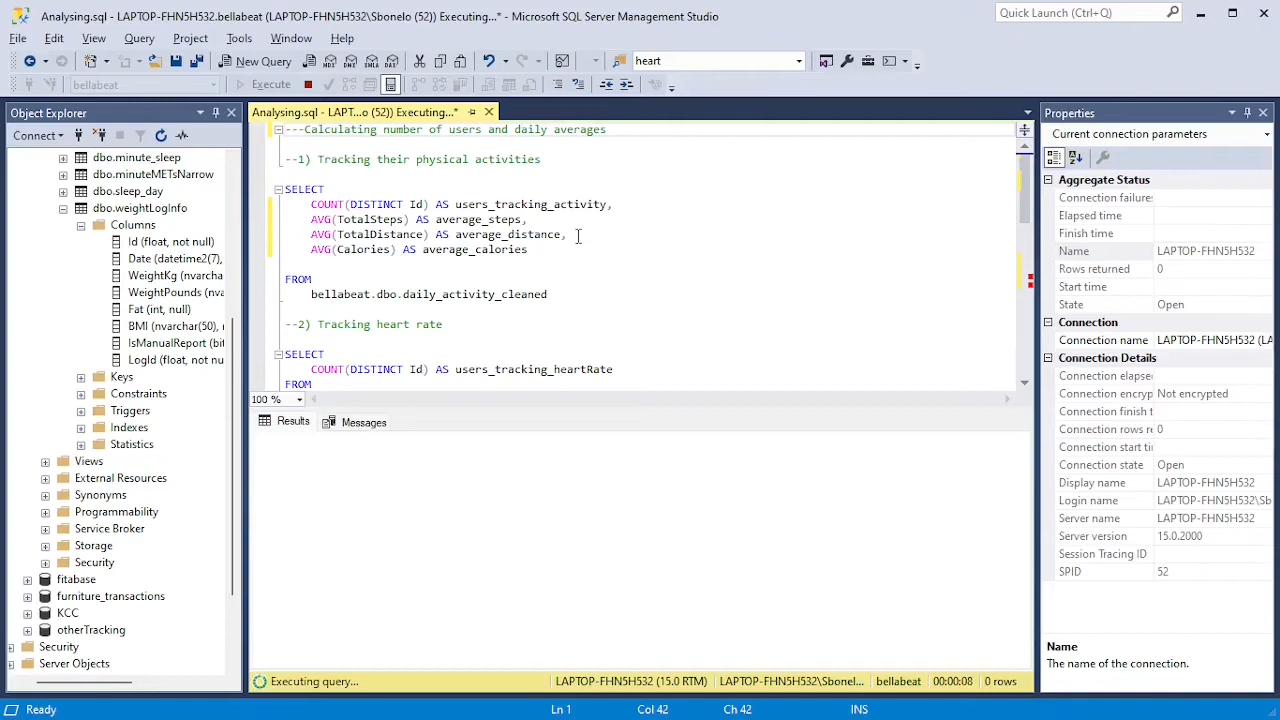 Analysing.sql - LAPTOP-FHN5H532.bellabeat (LAPTOP-FHN5H532\Sbonelo (52)) Executing...* - Microsoft SQL Server Management Studio
Quick Launch (Ctrl+Q)
File Edit View Query Project Tools Window Help
New Query
heart
bellabeat
Execute
Object Explorer
Connect
dbo.minute_sleep
dbo.minuteMETsNarrow
dbo.sleep_day
dbo.weightLogInfo
Columns
Id (float, not null)
Date (datetime2(7),
WeightKg (nvarcha
WeightPounds (nva
Fat (int, null)
BMI (nvarchar(50),
IsManualReport (bit
LogId (float, not nu
Keys
Constraints
Triggers
Indexes
Statistics
Views
External Resources
Synonyms
Programmability
Service Broker
Storage
Security
fitabase
furniture_transactions
KCC
otherTracking
Security
Server Objects
Analysing.sql - LAPT...o (52)) Executing...*
---Calculating number of users and daily averages
--1) Tracking their physical activities
SELECT
COUNT(DISTINCT Id) AS users_tracking_activity,
AVG(TotalSteps) AS average_steps,
AVG(TotalDistance) AS average_distance,
AVG(Calories) AS average_calories
FROM
bellabeat.dbo.daily_activity_cleaned
--2) Tracking heart rate
SELECT
COUNT(DISTINCT Id) AS users_tracking_heartRate
FROM
100 %
Results Messages
Executing query... LAPTOP-FHN5H532 (15.0 RTM) LAPTOP-FHN5H532\Sbonel... bellabeat 00:00:08 0 rows
Properties
Current connection parameters
Aggregate Status
Connection failures
Elapsed time
Finish time
Name LAPTOP-FHN5H532
Rows returned 0
Start time
State Open
Connection
Connection name LAPTOP-FHN5H532 (LA
Connection Details
Connection elapsed
Connection encryp Not encrypted
Connection finish t
Connection rows re 0
Connection start ti
Connection state Open
Display name LAPTOP-FHN5H532
Login name LAPTOP-FHN5H532\Sbo
Server name LAPTOP-FHN5H532
Server version 15.0.2000
Session Tracing ID
SPID 52
Name
The name of the connection.
Ready Ln 1 Col 42 Ch 42 INS